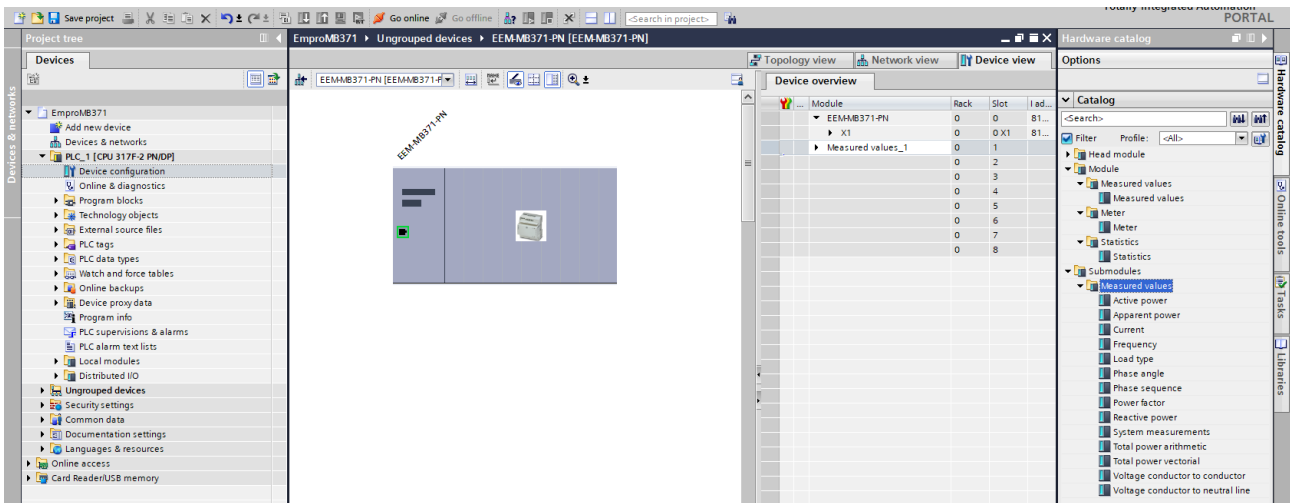 Totally Integrated Automation
PORTAL
Save project
Go online
Go offline
<Search in project>
Project tree
EmproMB371 ▸ Ungrouped devices ▸ EEM-MB371-PN [EEM-MB371-PN]
Hardware catalog
Devices
Topology view
Network view
Device view
Options
EEM-MB371-PN [EEM-MB371-P
Device overview
EmproMB371
Add new device
Devices & networks
PLC_1 [CPU 317F-2 PN/DP]
Device configuration
Online & diagnostics
Program blocks
Technology objects
External source files
PLC tags
PLC data types
Watch and force tables
Online backups
Device proxy data
Program info
PLC supervisions & alarms
PLC alarm text lists
Local modules
Distributed I/O
Ungrouped devices
Security settings
Common data
Documentation settings
Languages & resources
Online access
Card Reader/USB memory
Devices & networks
EEM-MB371-PN
... Module Rack Slot I ad...
EEM-MB371-PN 0 0 81...
X1 0 0 X1 81...
Measured values_1 0 1
0 2
0 3
0 4
0 5
0 6
0 7
0 8
Catalog
<Search>
Filter Profile: <All>
Head module
Module
Measured values
Measured values
Meter
Meter
Statistics
Statistics
Submodules
Measured values
Active power
Apparent power
Current
Frequency
Load type
Phase angle
Phase sequence
Power factor
Reactive power
System measurements
Total power arithmetic
Total power vectorial
Voltage conductor to conductor
Voltage conductor to neutral line
Hardware catalog
Online tools
Tasks
Libraries